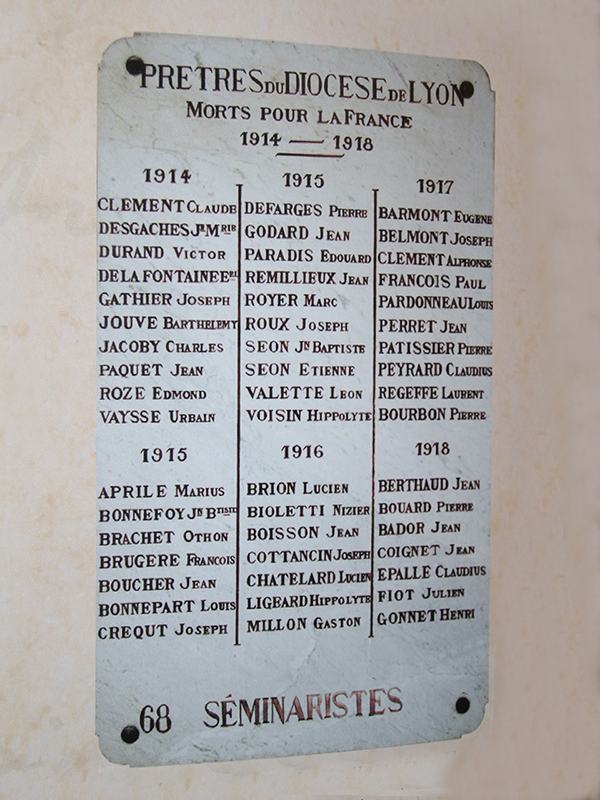 PRETRES DU DIOCESE DE LYON
MORTS POUR LA FRANCE
1914 — 1918
1914
CLEMENT CLAUDE
DESGACHES JH MRIE
DURAND VICTOR
DE LA FONTAINE EEL
GATHIER JOSEPH
JOUVE BARTHELEMY
JACOBY CHARLES
PAQUET JEAN
ROZE EDMOND
VAYSSE URBAIN
1915
APRILE MARIUS
BONNEFOY JN BTISTE
BRACHET OTHON
BRUGERE FRANCOIS
BOUCHER JEAN
BONNEPART LOUIS
CREQUT JOSEPH
1915
DEFARGES PIERRE
GODARD JEAN
PARADIS EDOUARD
REMILLIEUX JEAN
ROYER MARC
ROUX JOSEPH
SEON JN BAPTISTE
SEON ETIENNE
VALETTE LEON
VOISIN HIPPOLYTE
1916
BRION LUCIEN
BIOLETTI NIZIER
BOISSON JEAN
COTTANCIN JOSEPH
CHATELARD LUCIEN
LIGEARD HIPPOLYTE
MILLON GASTON
1917
BARMONT EUGENE
BELMONT JOSEPH
CLEMENT ALPHONSE
FRANCOIS PAUL
PARDONNEAU LOUIS
PERRET JEAN
PATISSIER PIERRE
PEYRARD CLAUDIUS
REGEFFE LAURENT
BOURBON PIERRE
1918
BERTHAUD JEAN
BOUARD PIERRE
BADOR JEAN
COIGNET JEAN
EPALLE CLAUDIUS
FIOT JULIEN
GONNET HENRI
68 SÉMINARISTES